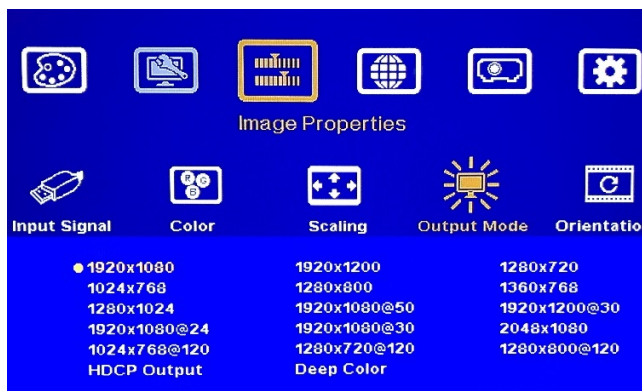 Image Properties
Input Signal Color Scaling Output Mode Orientatio
1920x1080 1920x1200 1280x720
1024x768 1280x800 1360x768
1280x1024 1920x1080@50 1920x1200@30
1920x1080@24 1920x1080@30 2048x1080
1024x768@120 1280x720@120 1280x800@120
HDCP Output Deep Color